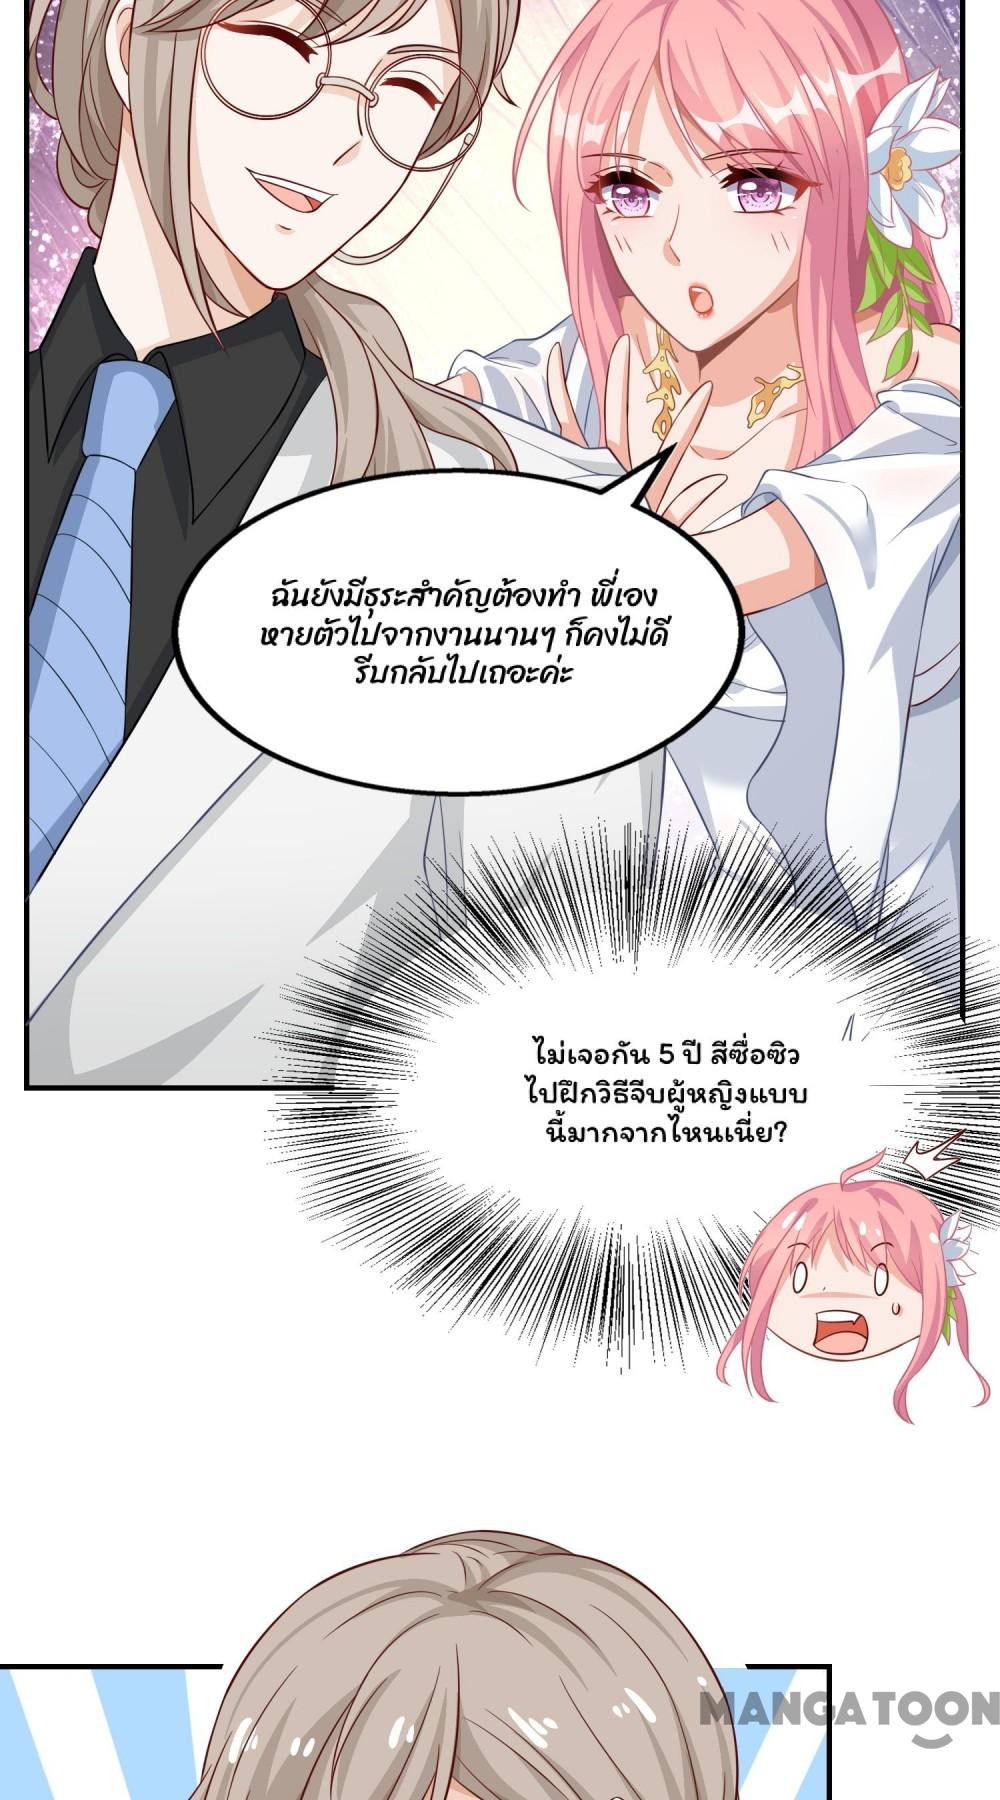 ฉันยังมีธุระสำคัญต้องทำ พี่เอง
หายตัวไปจากงานนานๆ ก็คงไม่ดี
รีบกลับไปเถอะค่ะ
ไม่เจอกัน 5 ปี สีซื่อซิว
ไปฝึกวิธีจีบผู้หญิงแบบ
นี้มากจากไหนเนี่ย?
MANGATOON